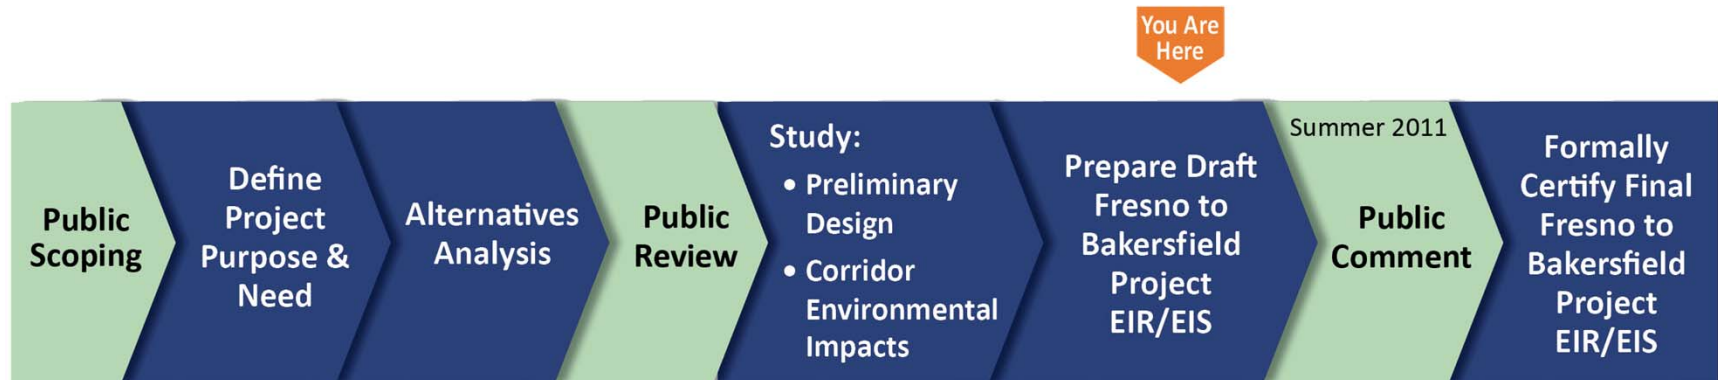 You Are
Here
Public
Scoping
Define
Project
Purpose &
Need
Alternatives
Analysis
Public
Review
Study:
• Preliminary
Design
• Corridor
Environmental
Impacts
Prepare Draft
Fresno to
Bakersfield
Project
EIR/EIS
Summer 2011
Public
Comment
Formally
Certify Final
Fresno to
Bakersfield
Project
EIR/EIS